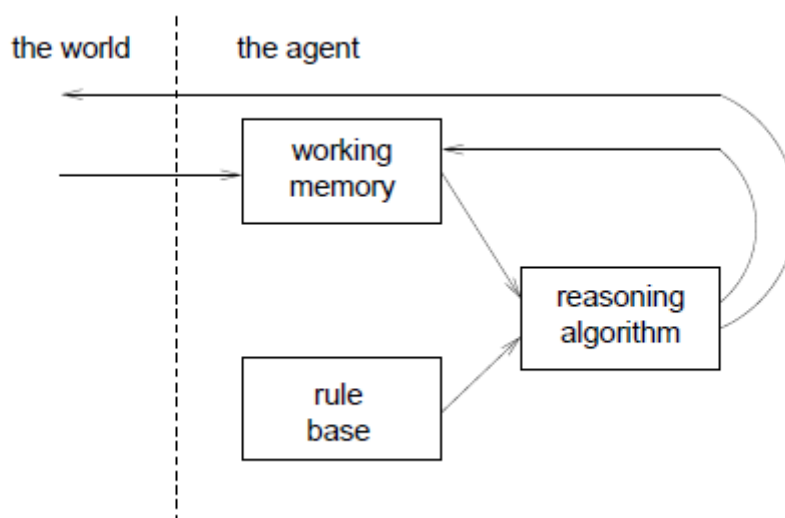 the world
the agent
working
memory
reasoning
algorithm
rule
base